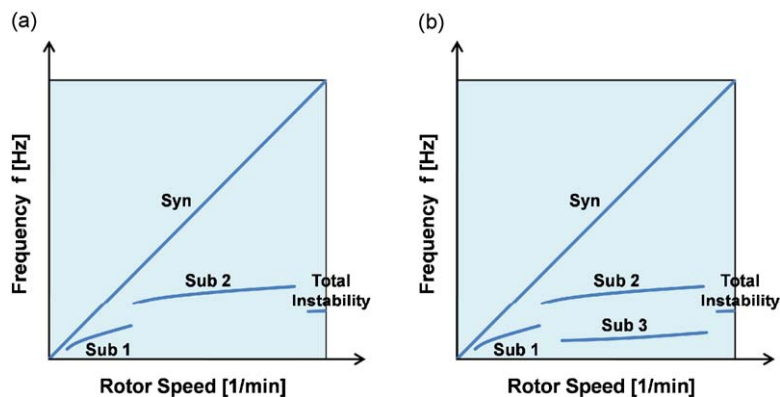 (a)
Frequency f [Hz]
Syn
Sub 2
Total
Instability
Sub 1
Rotor Speed [1/min]
(b)
Frequency f [Hz]
Syn
Sub 2
Total
Instability
Sub 3
Sub 1
Rotor Speed [1/min]